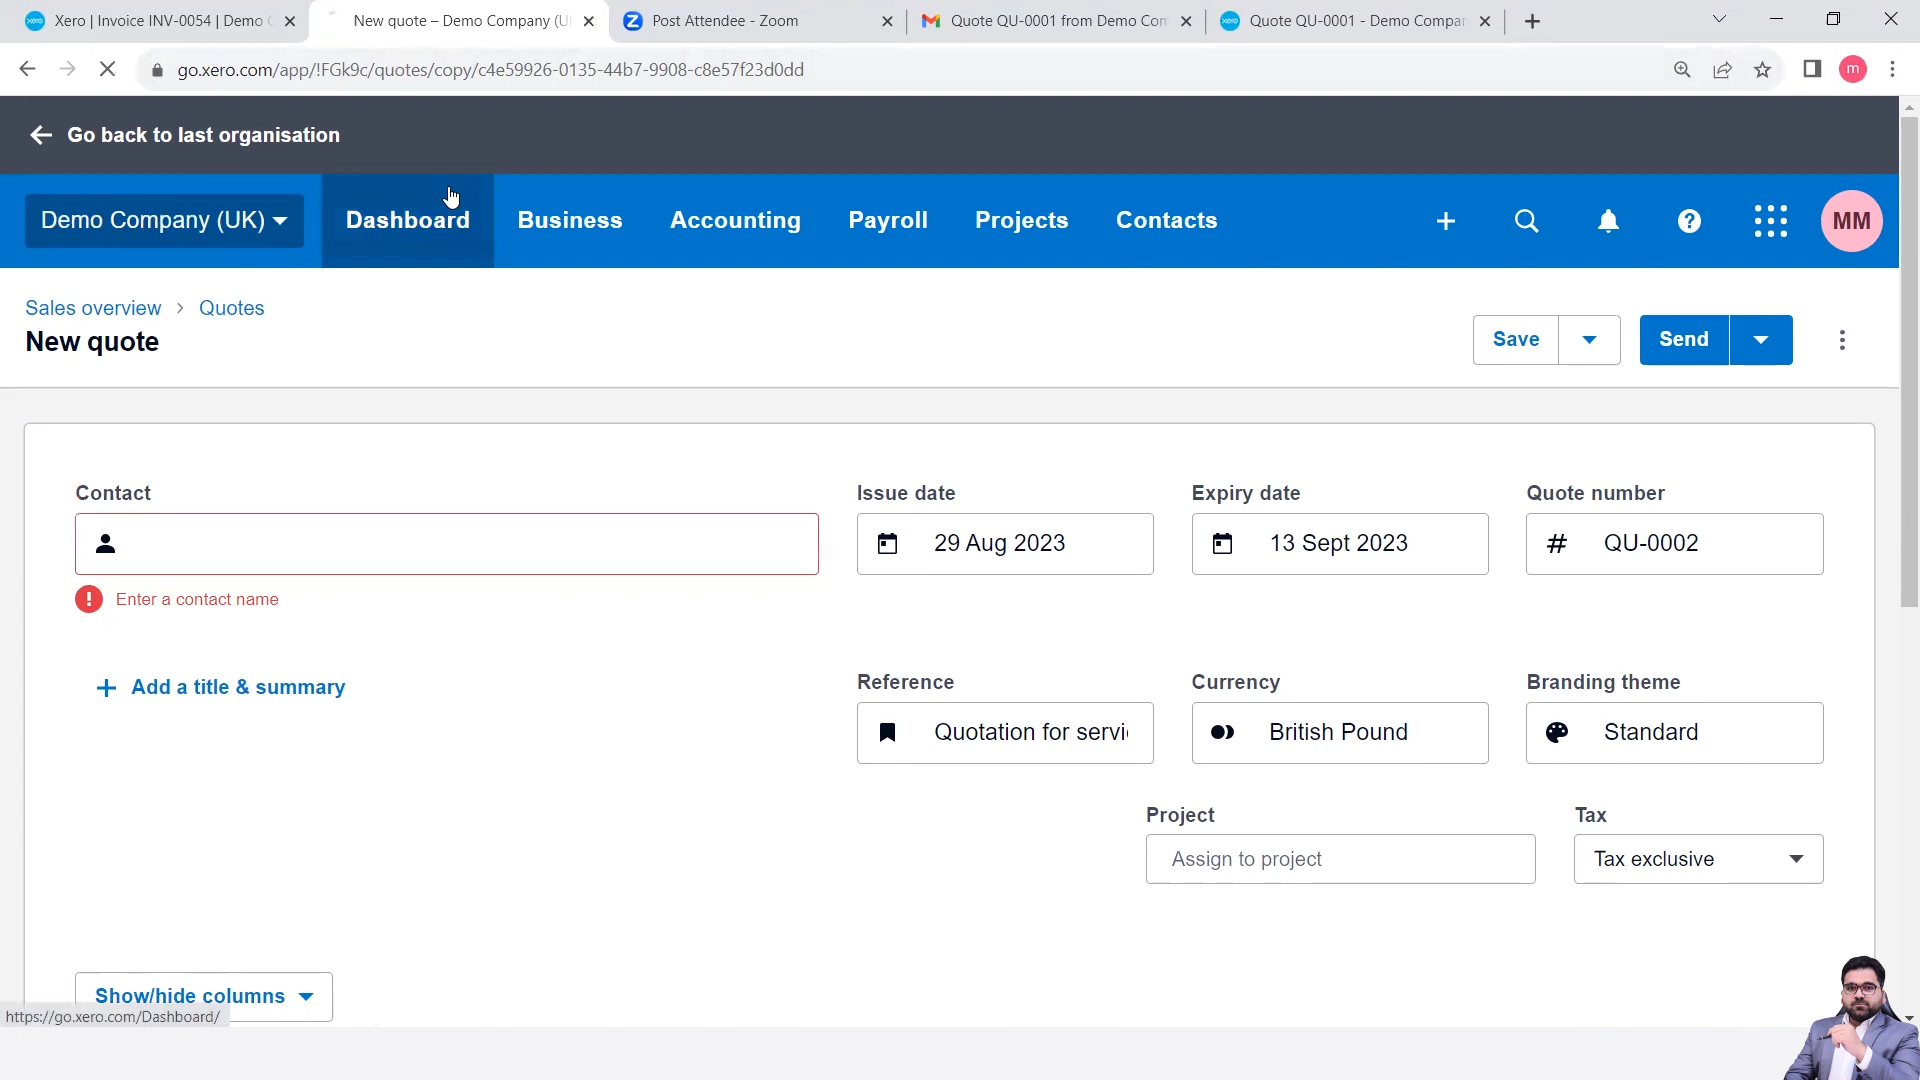 Xero | Invoice INV-0054 | Demo
New quote – Demo Company (U
Post Attendee - Zoom
Quote QU-0001 from Demo Com
Quote QU-0001 - Demo Compan
go.xero.com/app/!FGk9c/quotes/copy/c4e59926-0135-44b7-9908-c8e57f23d0dd
m
Go back to last organisation
Demo Company (UK)
Dashboard
Business
Accounting
Payroll
Projects
Contacts
MM
Sales overview > Quotes
New quote
Save
Send
Contact
Issue date
Expiry date
Quote number
29 Aug 2023
13 Sept 2023
# QU-0002
Enter a contact name
+ Add a title & summary
Reference
Currency
Branding theme
Quotation for servi
British Pound
Standard
Project
Tax
Assign to project
Tax exclusive
Show/hide columns
https://go.xero.com/Dashboard/